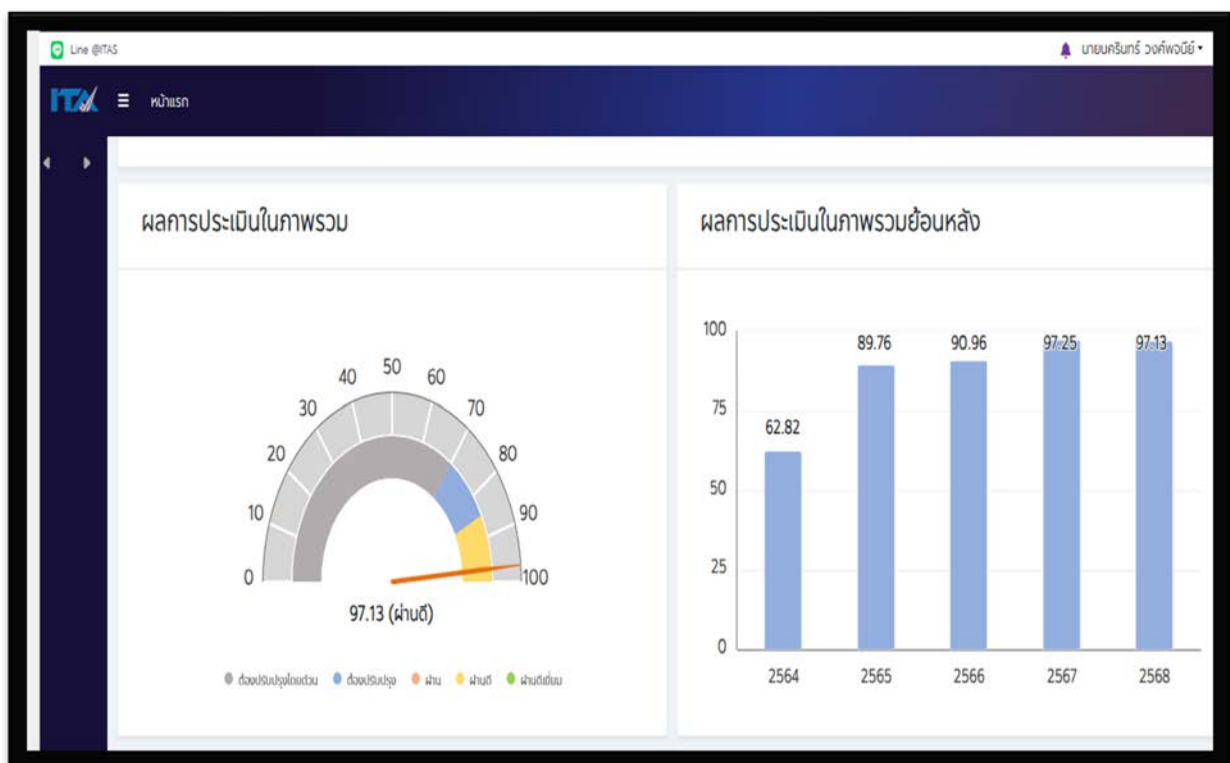 Line @ITAS
นายนครินทร์ วงค์พจนีย์
ITA
หน้าแรก
ผลการประเมินในภาพรวม
ผลการประเมินในภาพรวมย้อนหลัง
0
10
20
30
40
50
60
70
80
90
100
97.13 (ผ่านดี)
ต้องปรับปรุงโดยด่วน ต้องปรับปรุง ผ่าน ผ่านดี ผ่านดีเยี่ยม
100
75
50
25
0
62.82
89.76
90.96
97.25
97.13
2564 2565 2566 2567 2568